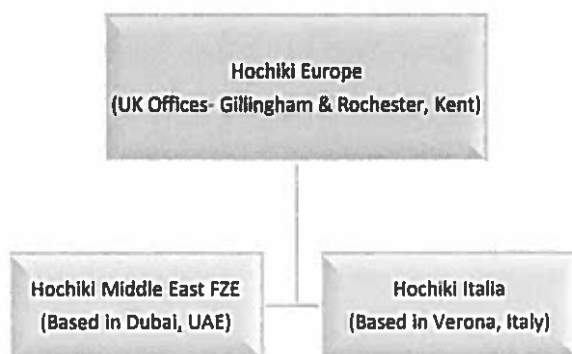 Hochiki Europe
(UK Offices- Gillingham & Rochester, Kent)
Hochiki Middle East FZE
(Based in Dubai, UAE)
Hochiki Italia
(Based in Verona, Italy)